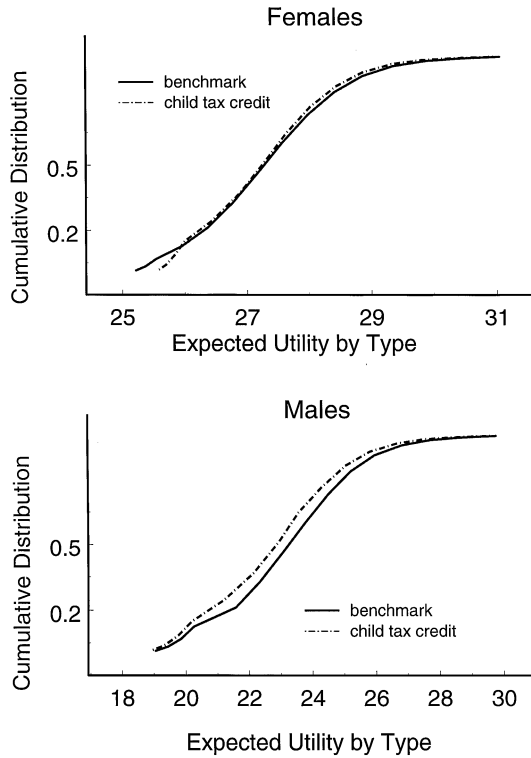 Females
benchmark
child tax credit
Cumulative Distribution
0.5
0.2
25 27 29 31
Expected Utility by Type
Males
Cumulative Distribution
0.5
0.2
benchmark
child tax credit
18 20 22 24 26 28 30
Expected Utility by Type